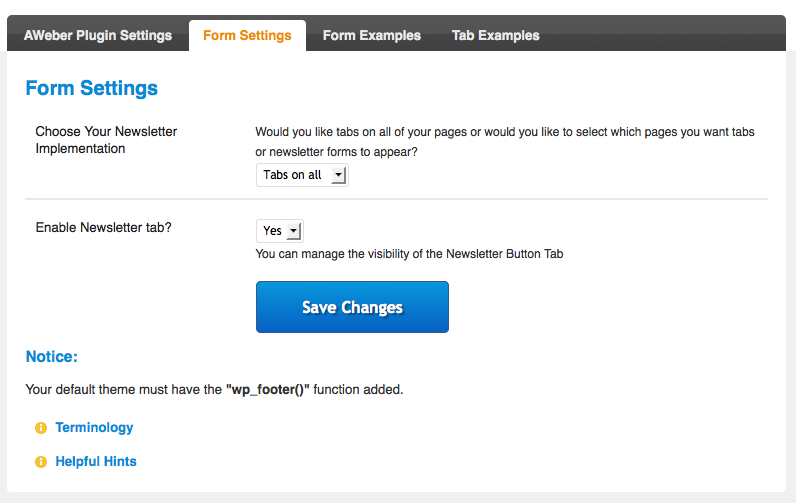 AWeber Plugin Settings
Form Settings
Form Examples
Tab Examples
Form Settings
Choose Your Newsletter
Implementation
Would you like tabs on all of your pages or would you like to select which pages you want tabs
or newsletter forms to appear?
Tabs on all
Enable Newsletter tab?
Yes
You can manage the visibility of the Newsletter Button Tab
Save Changes
Notice:
Your default theme must have the "wp_footer()" function added.
Terminology
Helpful Hints